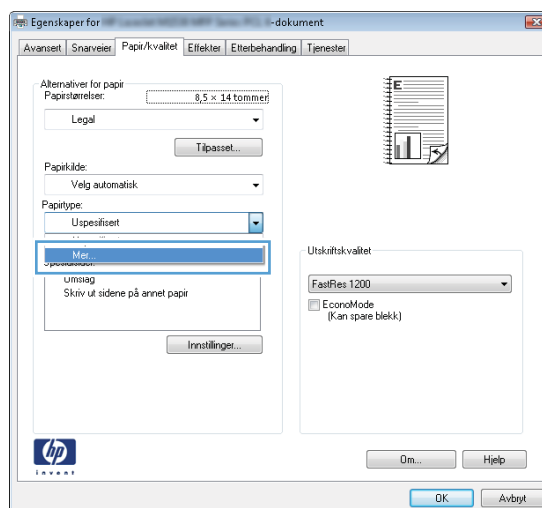 Egenskaper for -dokument
Avansert Snarveier Papir/kvalitet Effekter Etterbehandling Tjenester
Alternativer for papir
Papirstørrelser: 8,5 × 14 tommer
Legal
Tilpasset...
Papirkilde:
Velg automatisk
Papirtype:
Uspesifisert
Mer...
Omslag
Skriv ut sidene på annet papir
Innstillinger...
E
Utskriftskvalitet
FastRes 1200
EconoMode
(Kan spare blekk)
hp
invent
Om... Hjelp
OK Avbryt